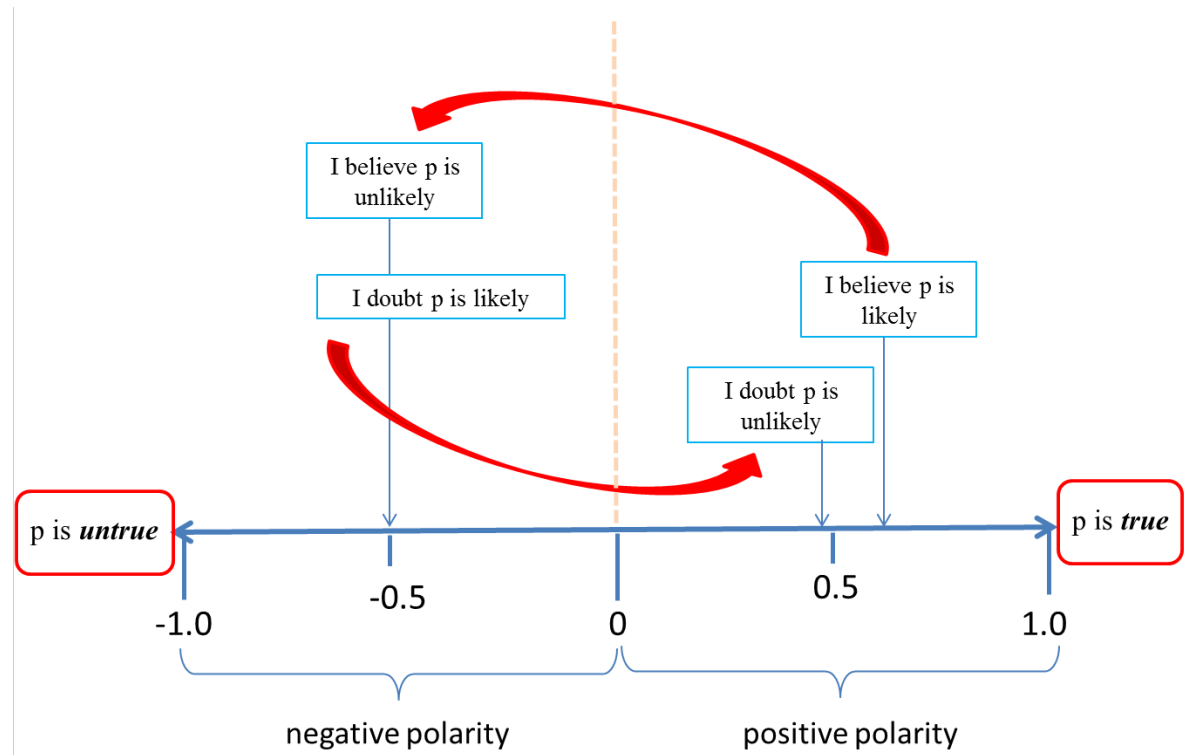 I believe p is
unlikely
I doubt p is likely
I believe p is
likely
I doubt p is
unlikely
p is untrue
p is true
-1.0
-0.5
0
0.5
1.0
negative polarity
positive polarity